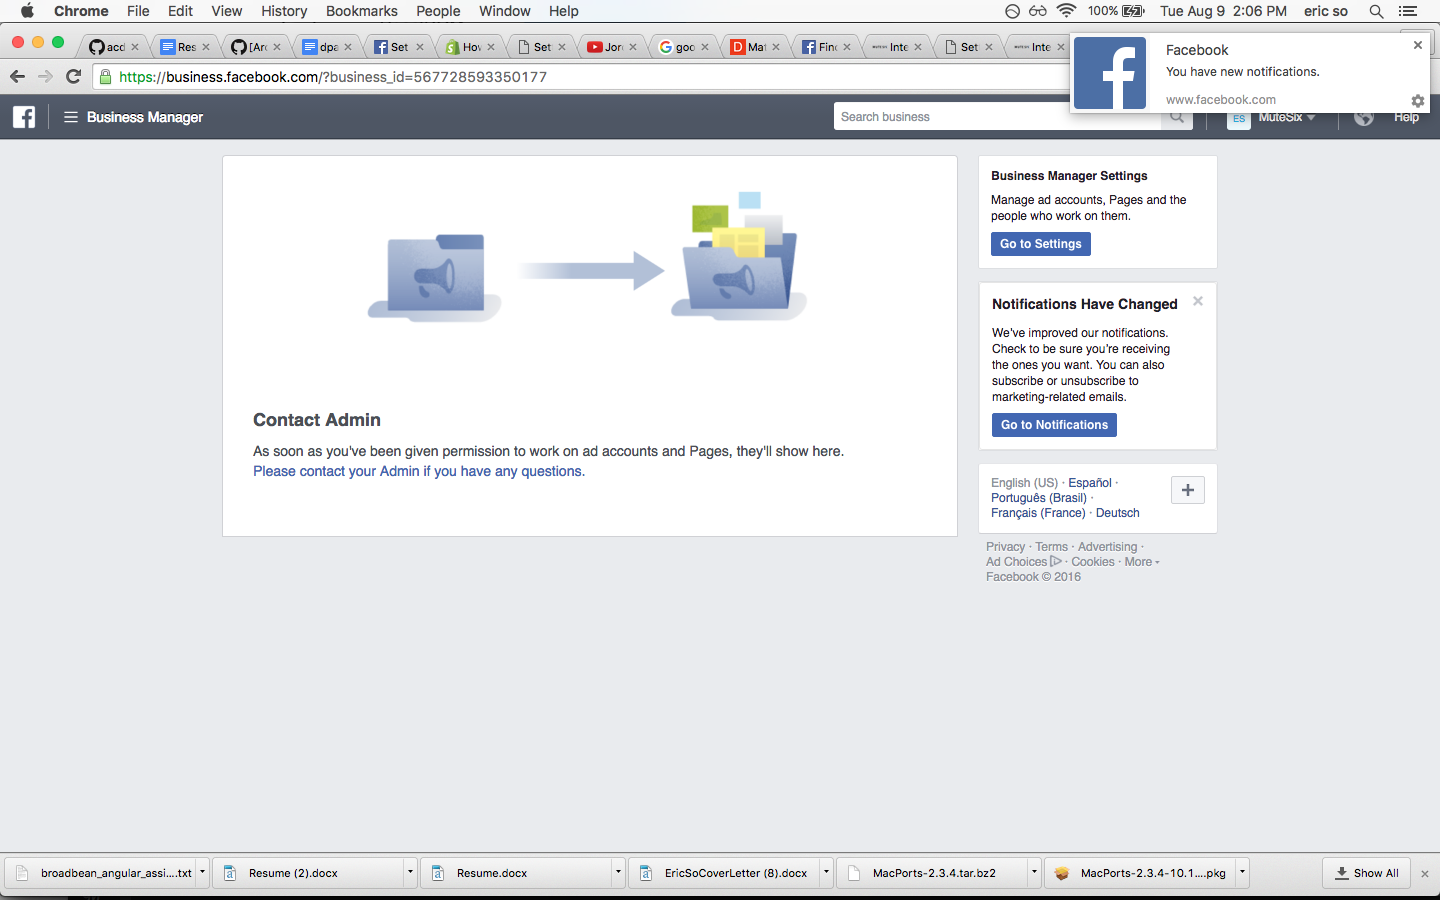 Chrome File Edit View History Bookmarks People Window Help 100% Tue Aug 9 2:06 PM eric so
acd Res [Arc dpa Set Hov Set Jor goo Mat Finc Inte Set Inte
https://business.facebook.com/?business_id=567728593350177
Facebook
You have new notifications.
www.facebook.com
Business Manager Search business ES MuteSix Help
Business Manager Settings
Manage ad accounts, Pages and the
people who work on them.
Go to Settings
Notifications Have Changed
We've improved our notifications.
Check to be sure you're receiving
the ones you want. You can also
subscribe or unsubscribe to
marketing-related emails.
Go to Notifications
Contact Admin
As soon as you've been given permission to work on ad accounts and Pages, they'll show here.
Please contact your Admin if you have any questions.
English (US) · Español ·
Português (Brasil) ·
Français (France) · Deutsch
Privacy · Terms · Advertising ·
Ad Choices · Cookies · More
Facebook © 2016
broadbean_angular_assi....txt Resume (2).docx Resume.docx EricSoCoverLetter (8).docx MacPorts-2.3.4.tar.bz2 MacPorts-2.3.4-10.1....pkg Show All